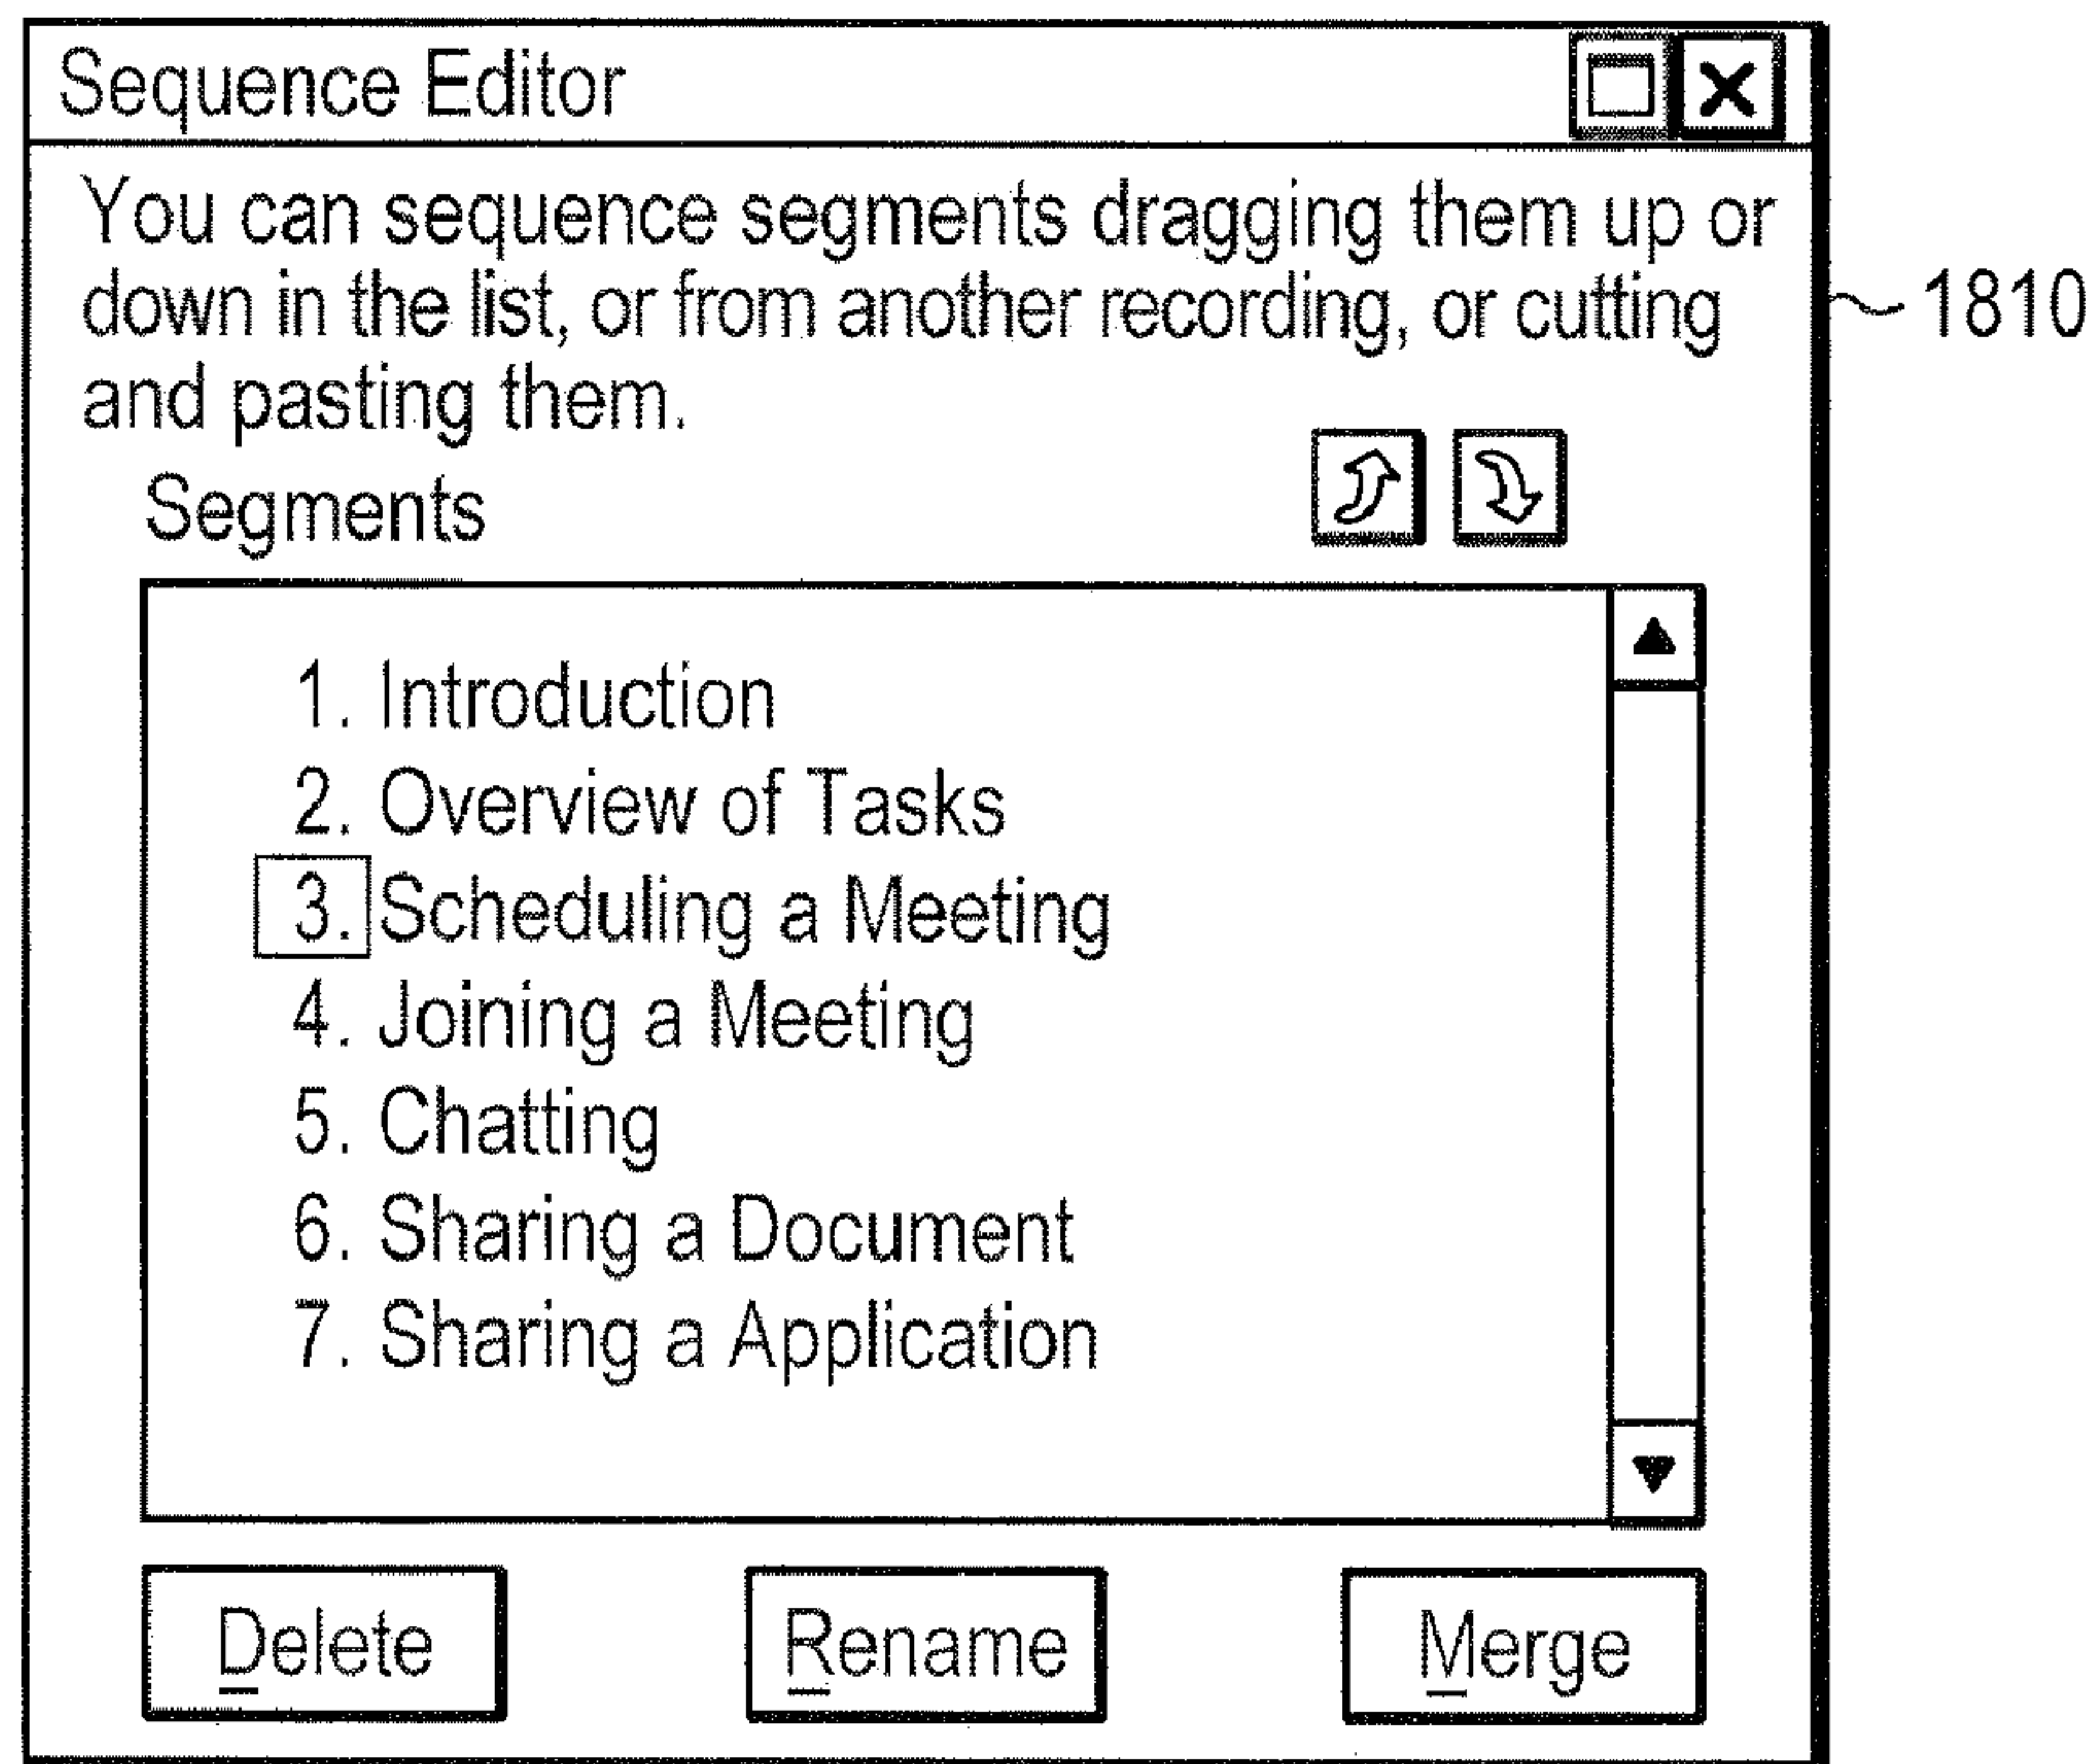 Sequence Editor
You can sequence segments dragging them up or
down in the list, or from another recording, or cutting
and pasting them.
1810
Segments
1. Introduction
2. Overview of Tasks
3. Scheduling a Meeting
4. Joining a Meeting
5. Chatting
6. Sharing a Document
7. Sharing a Application
Delete
Rename
Merge